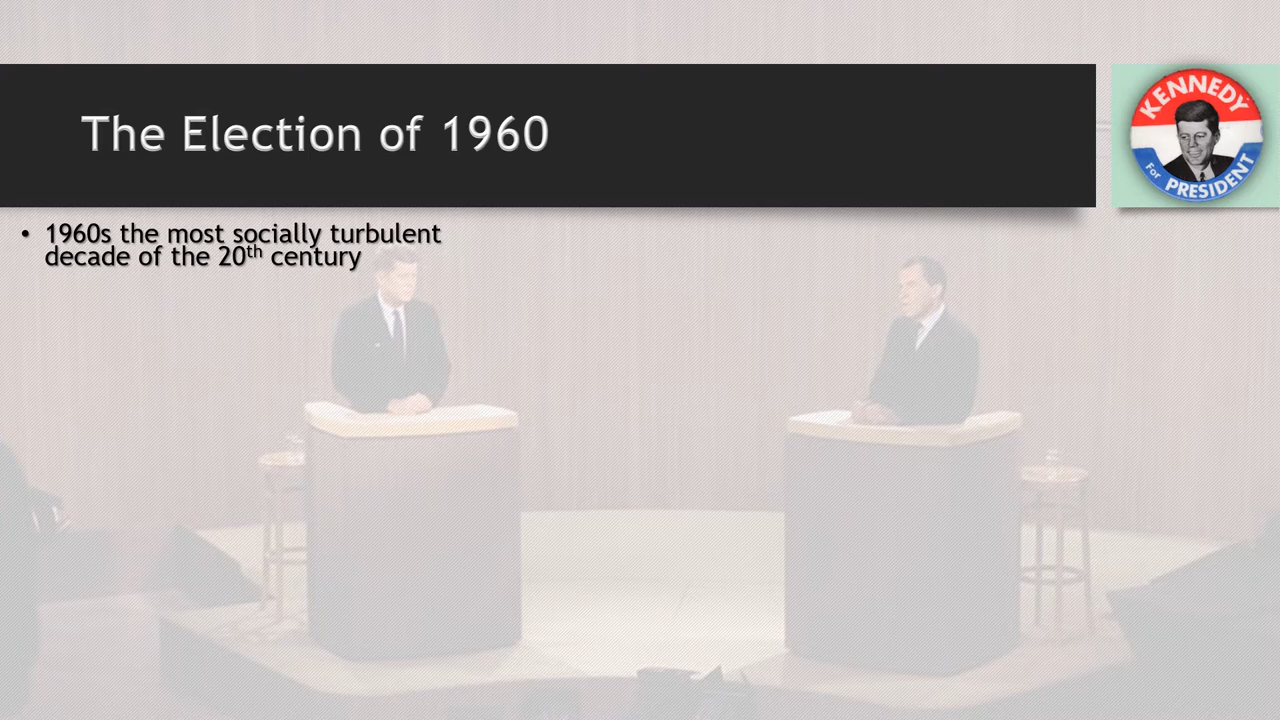 The Election of 1960
KENNEDY
For PRESIDENT
• 1960s the most socially turbulent
decade of the 20th century